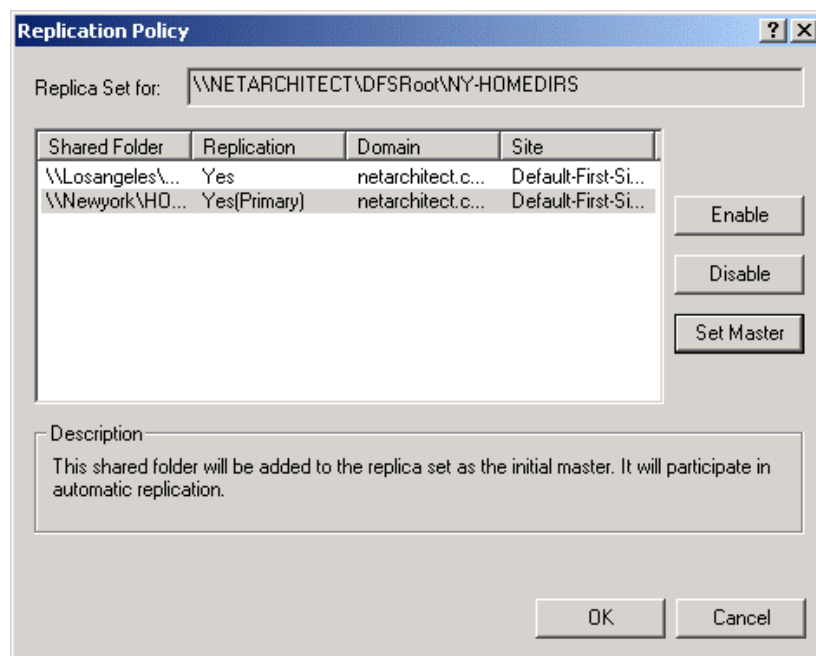 Replication Policy
Replica Set for: \\NETARCHITECT\DFSRoot\NY-HOMEDIRS
Shared Folder Replication Domain Site
\\Losangeles\... Yes netarchitect.c... Default-First-Si...
\\Newyork\HO... Yes(Primary) netarchitect.c... Default-First-Si...
Enable
Disable
Set Master
Description
This shared folder will be added to the replica set as the initial master. It will participate in
automatic replication.
OK Cancel